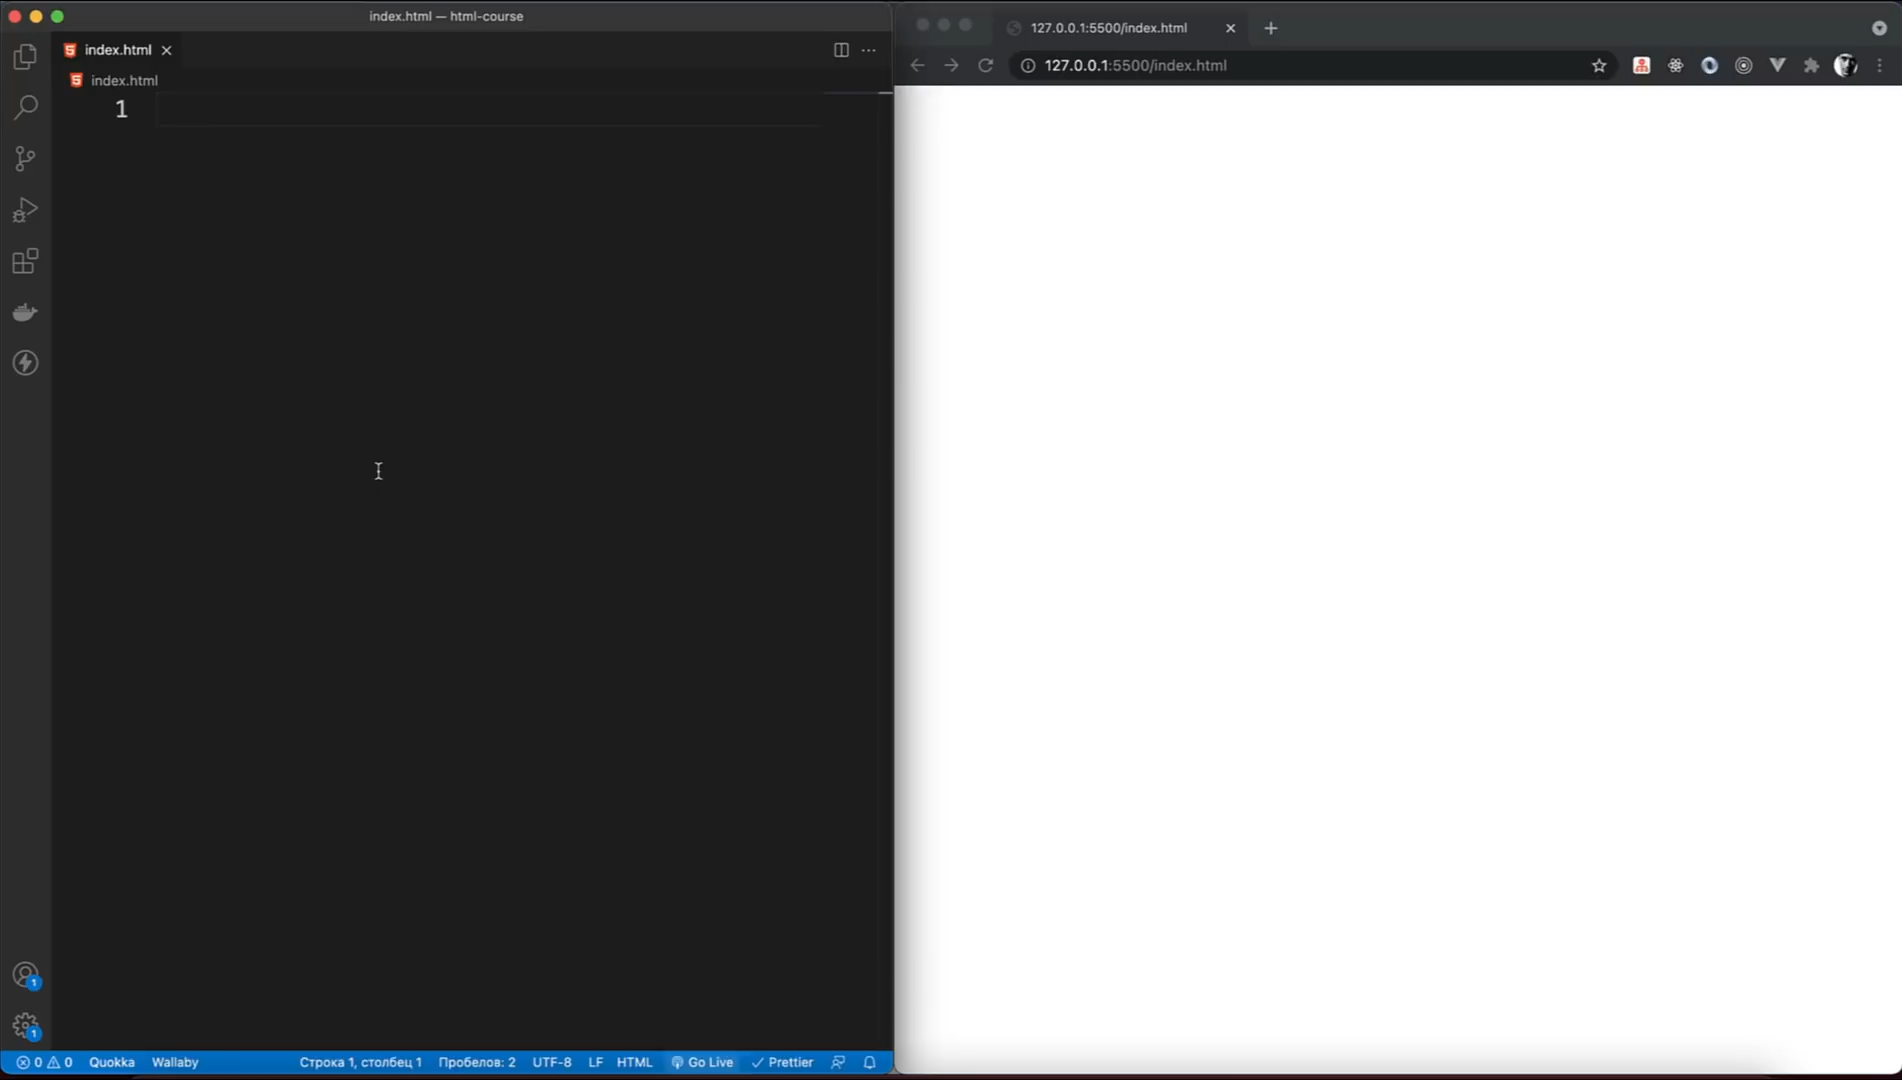 index.html — html-course
index.html
index.html
1
1
1
0 0 Quokka Wallaby Строка 1, столбец 1 Пробелов: 2 UTF-8 LF HTML Go Live Prettier
127.0.0.1:5500/index.html
127.0.0.1:5500/index.html